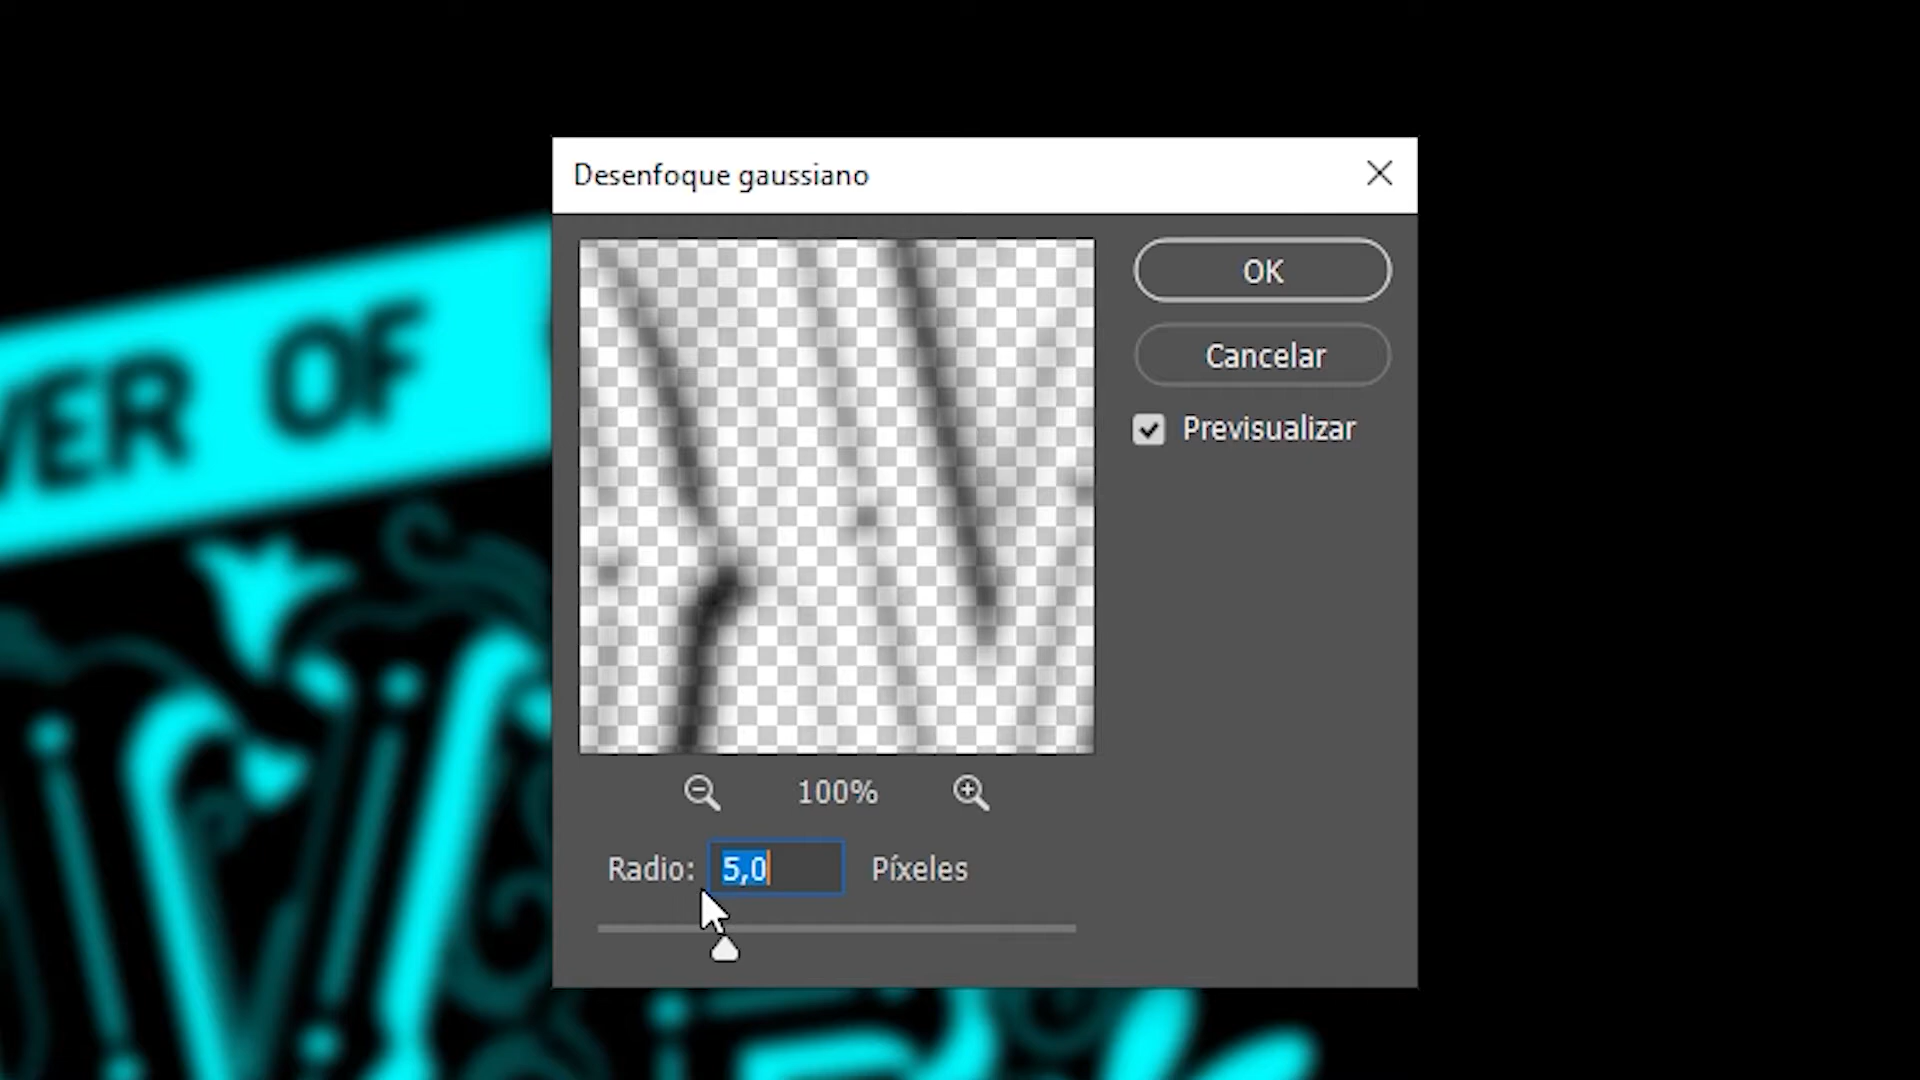 Desenfoque gaussiano
OK
Cancelar
Previsualizar
VER OF
100%
Radio: 5,0 Píxeles